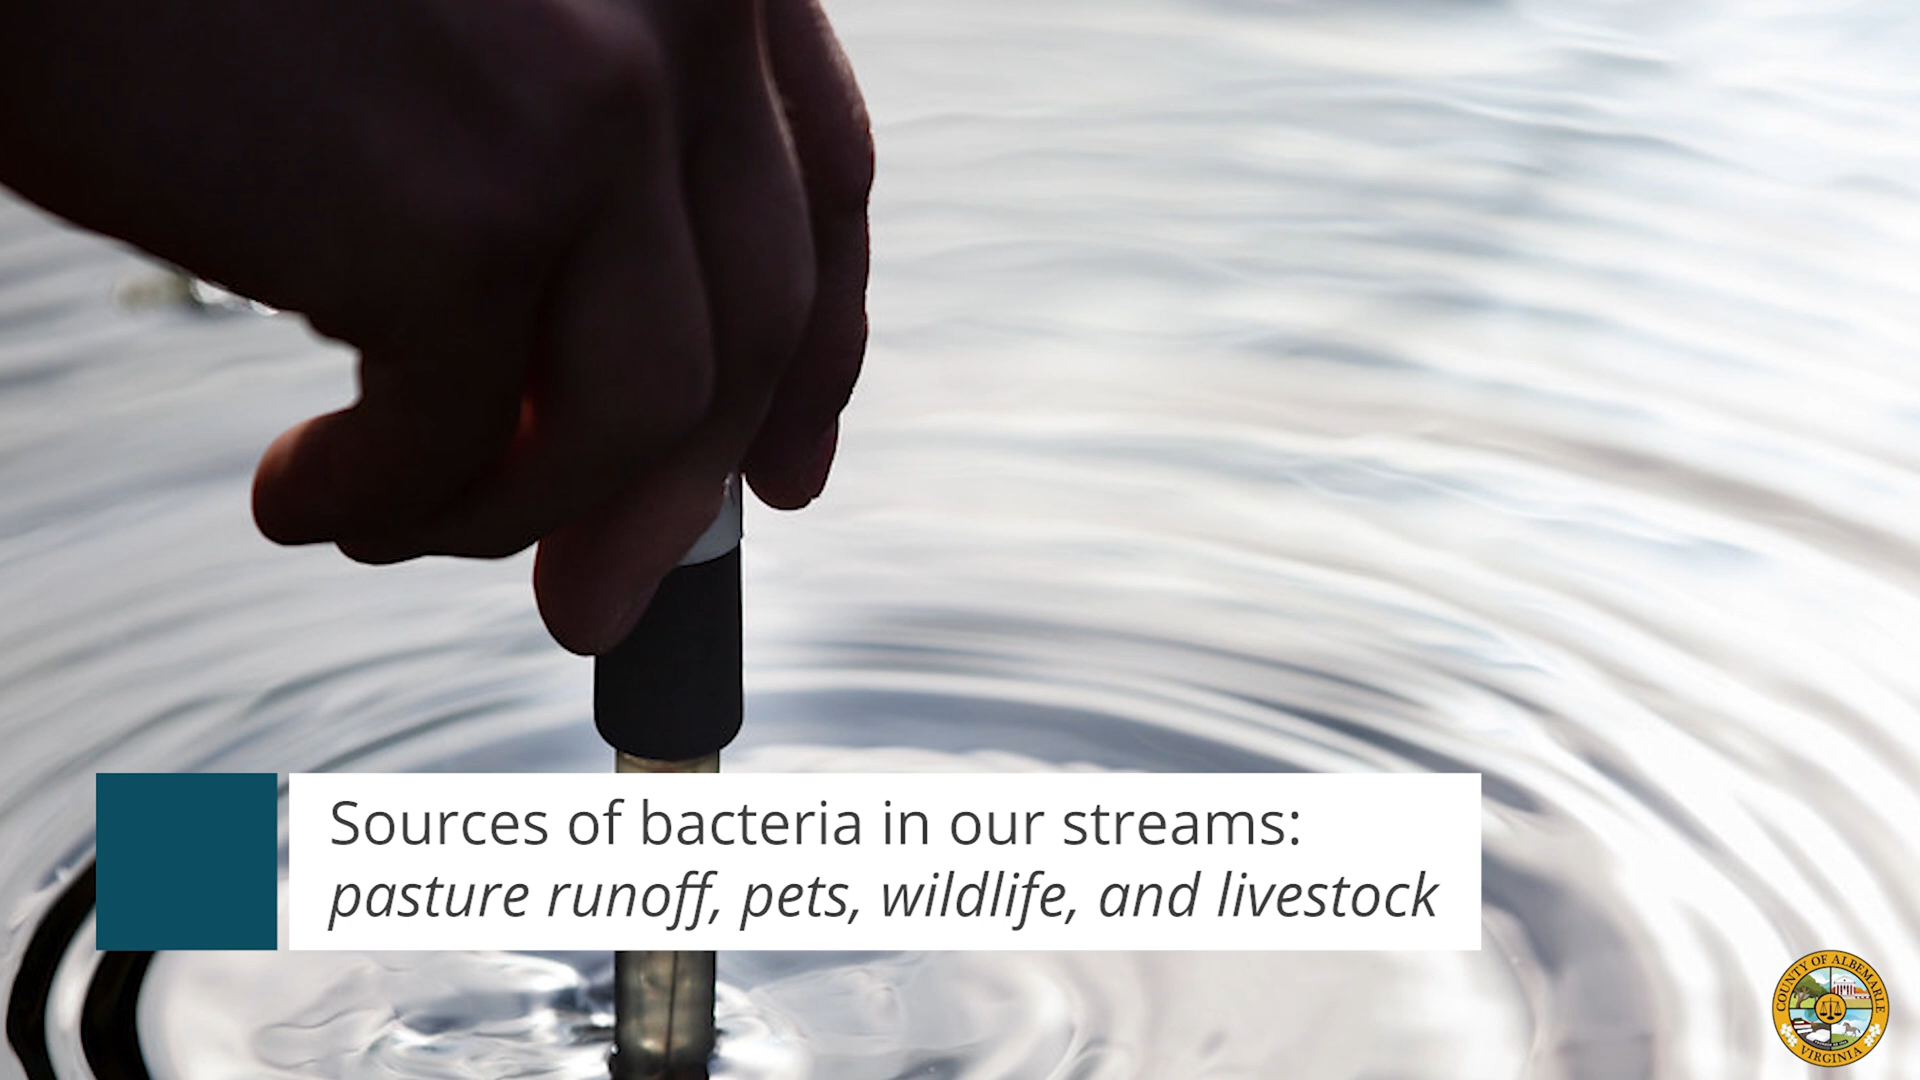 Sources of bacteria in our streams:
pasture runoff, pets, wildlife, and livestock
COUNTY OF ALBEMARLE
VIRGINIA